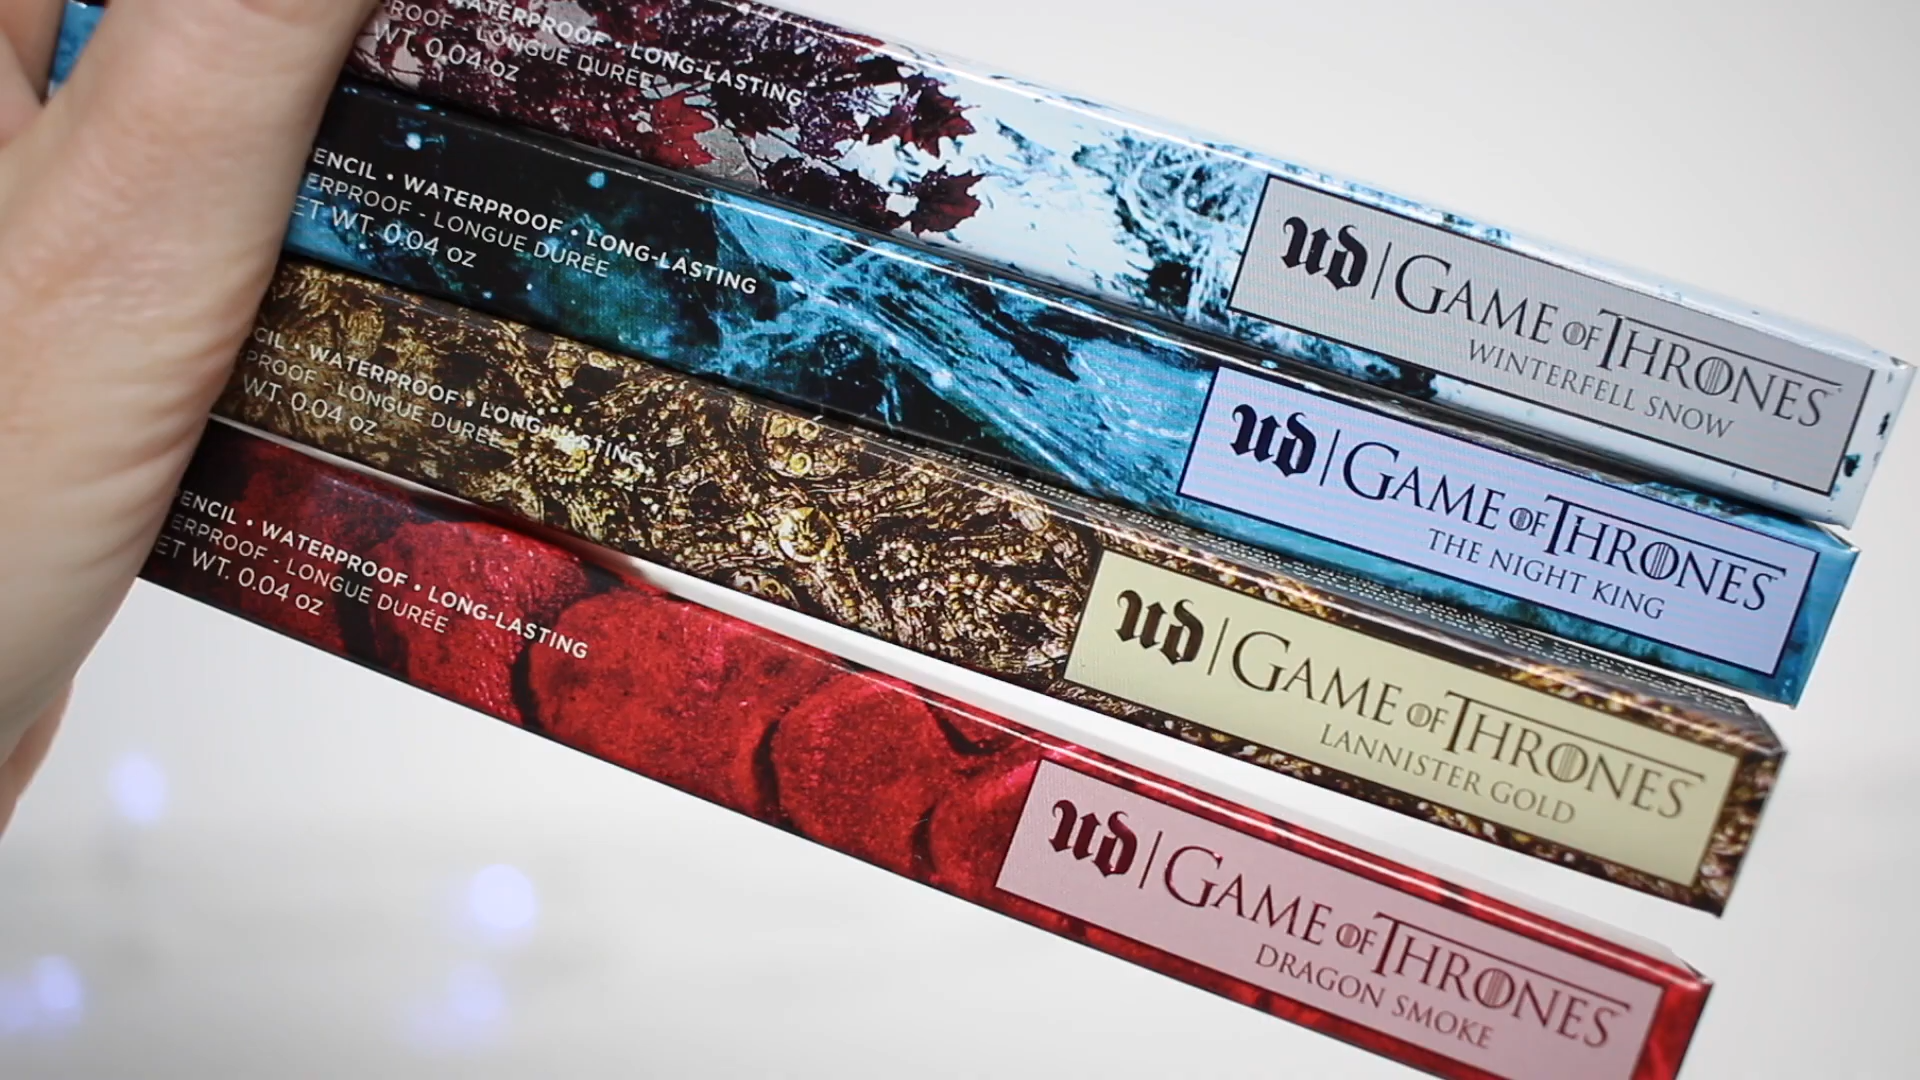 WATERPROOF • LONG-LASTING
PROOF - LONGUE DURÉE
WT. 0.04 OZ
ud | GAME OF THRONES
WINTERFELL SNOW
ENCIL • WATERPROOF • LONG-LASTING
ERPROOF - LONGUE DURÉE
ET WT. 0.04 OZ
ud | GAME OF THRONES
THE NIGHT KING
CIL • WATERPROOF • LONG-LASTING
PROOF - LONGUE DURÉE
WT. 0.04 OZ
ud | GAME OF THRONES
LANNISTER GOLD
PENCIL • WATERPROOF • LONG-LASTING
ERPROOF - LONGUE DURÉE
ET WT. 0.04 OZ
ud | GAME OF THRONES
DRAGON SMOKE